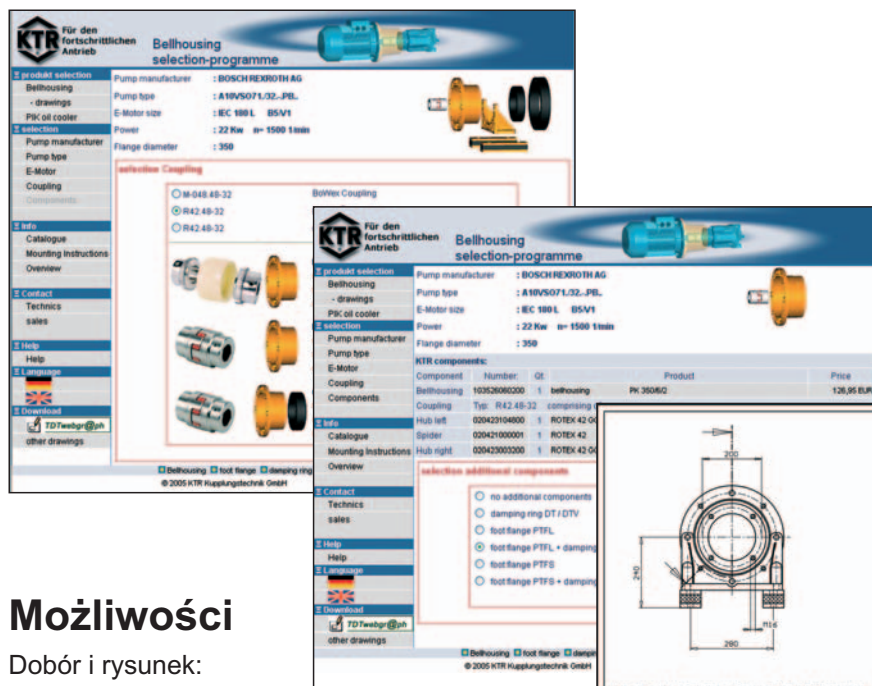 KTR
Für den
fortschrittlichen
Antrieb
Bellhousing
selection-programme
Ξ produkt selection
Bellhousing
- drawings
PIK oil cooler
Ξ selection
Pump manufacturer
Pump type
E-Motor
Coupling
Components
Ξ Info
Catalogue
Mounting Instructions
Overview
Ξ Contact
Technics
sales
Ξ Help
Help
Ξ Language
Ξ Download
TDTwebgr@ph
other drawings
Pump manufacturer : BOSCH REXROTH AG
Pump type : A10VSO71./32.-.PB..
E-Motor size : IEC 180 L B5/V1
Power : 22 Kw n= 1500 1/min
Flange diameter : 350
selection Coupling
M-048.48-32 BoWex Coupling
R42.48-32
R42.48-32
Bellhousing foot flange damping ring
© 2005 KTR Kupplungstechnik GmbH
KTR
Für den
fortschrittlichen
Antrieb
Bellhousing
selection-programme
Ξ produkt selection
Bellhousing
- drawings
PIK oil cooler
Ξ selection
Pump manufacturer
Pump type
E-Motor
Coupling
Components
Ξ Info
Catalogue
Mounting Instructions
Overview
Ξ Contact
Technics
sales
Ξ Help
Help
Ξ Language
Ξ Download
TDTwebgr@ph
other drawings
Pump manufacturer : BOSCH REXROTH AG
Pump type : A10VSO71./32.-.PB..
E-Motor size : IEC 180 L B5/V1
Power : 22 Kw n= 1500 1/min
Flange diameter : 350
KTR components:
Component Number: Qt. Product Price
Bellhousing 103526060200 1 bellhousing PK 350/6/2 126,95 EUR
Coupling Typ: R42.48-32 comprising
Hub left 020423104800 1 ROTEX 42
Spider 020421000001 1 ROTEX 42
Hub right 020423003200 1 ROTEX 42
selection additional components
no additional components
damping ring DT / DTV
foot flange PTFL
foot flange PTFL + damping
foot flange PTFS
foot flange PTFS + damping
Bellhousing foot flange
© 2005 KTR Kupplungstechnik GmbH
200
240
M16
280
Możliwości
Dobór i rysunek: